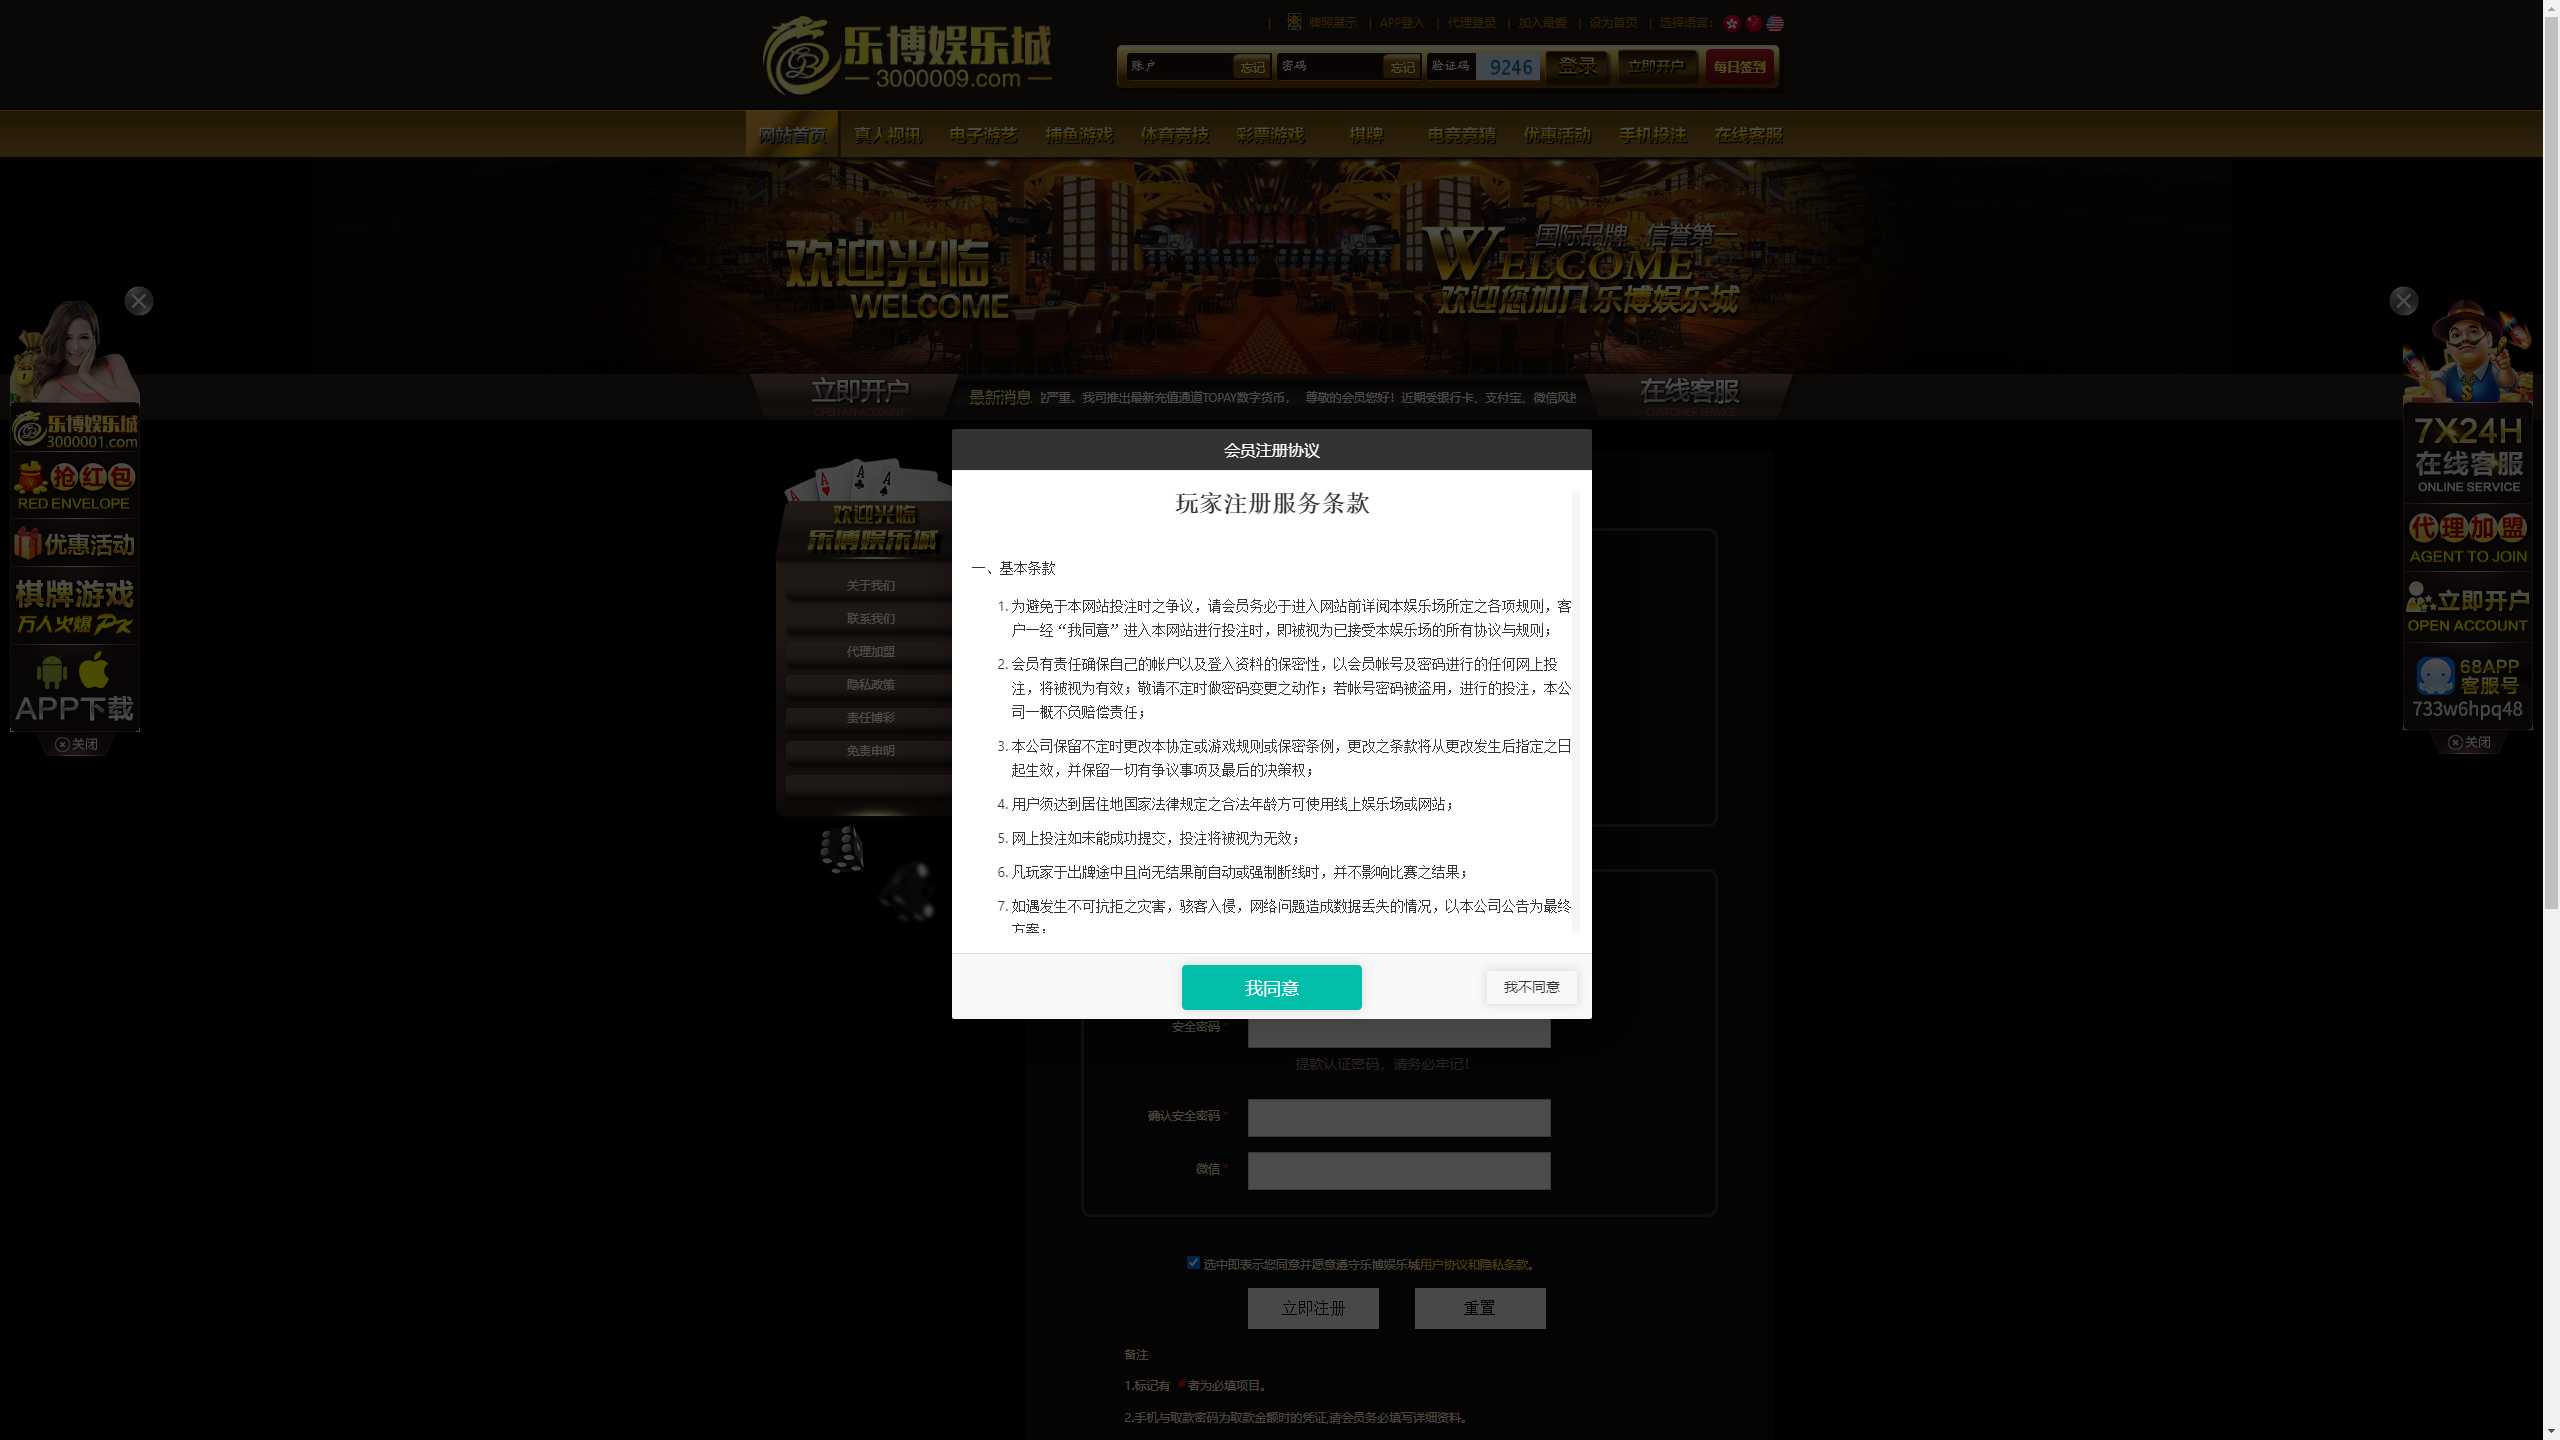 乐博娱乐城
3000009.com
| 牌照展示 | APP登入 | 代理登录 | 加入最爱 | 设为首页 | 选择语言:
账户 忘记 密码 忘记 验证码 9246 登录 立即开户 每日签到
网站首页 真人视讯 电子游艺 捕鱼游戏 体育竞技 彩票游戏 棋牌 电竞竞猜 优惠活动 手机投注 在线客服
欢迎光临
WELCOME
国际品牌 信誉第一
WELCOME
欢迎您加入乐博娱乐城
立即开户
OPEN AN ACCOUNT
最新消息
严重，我司推出最新充值通道TOPAY数字货币， 尊敬的会员您好！近期受银行卡、支付宝、微信风
在线客服
CUSTOMER SERVICE
乐博娱乐城
3000001.com
抢红包
RED ENVELOPE
优惠活动
棋牌游戏
万人火爆PK
APP下载
关闭
7X24H
在线客服
ONLINE SERVICE
代理加盟
AGENT TO JOIN
立即开户
OPEN ACCOUNT
68APP
客服号
733w6hpq48
关闭
欢迎光临
乐博娱乐城
关于我们
联系我们
代理加盟
隐私政策
责任博彩
免责申明
会员注册协议
玩家注册服务条款
一、基本条款
1. 为避免于本网站投注时之争议，请会员务必于进入网站前详阅本娱乐场所定之各项规则，客
户一经“我同意”进入本网站进行投注时，即被视为已接受本娱乐场的所有协议与规则；
2. 会员有责任确保自己的帐户以及登入资料的保密性，以会员帐号及密码进行的任何网上投
注，将被视为有效；敬请不定时做密码变更之动作；若帐号密码被盗用，进行的投注，本公
司一概不负赔偿责任；
3. 本公司保留不定时更改本协定或游戏规则或保密条例，更改之条款将从更改发生后指定之日
起生效，并保留一切有争议事项及最后的决策权；
4. 用户须达到居住地国家法律规定之合法年龄方可使用线上娱乐场或网站；
5. 网上投注如未能成功提交，投注将被视为无效；
6. 凡玩家于出牌途中且尚无结果前自动或强制断线时，并不影响比赛之结果；
7. 如遇发生不可抗拒之灾害，骇客入侵，网络问题造成数据丢失的情况，以本公司公告为最终
方案；
我同意
我不同意
安全密码 *
提款认证密码，请务必牢记！
确认安全密码 *
微信 *
选中即表示您同意并愿意遵守乐博娱乐城用户协议和隐私条款。
立即注册 重置
备注
1.标记有 *者为必填项目。
2.手机与取款密码为取款金额时的凭证,请会员务必填写详细资料。